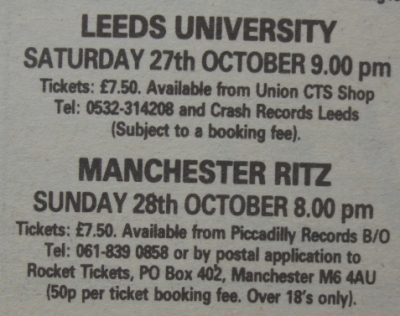 LEEDS UNIVERSITY
SATURDAY 27th OCTOBER 9.00 pm
Tickets: £7.50. Available from Union CTS Shop
Tel: 0532-314208 and Crash Records Leeds
(Subject to a booking fee).
MANCHESTER RITZ
SUNDAY 28th OCTOBER 8.00 pm
Tickets: £7.50. Available from Piccadilly Records B/O
Tel: 061-839 0858 or by postal application to
Rocket Tickets, PO Box 402, Manchester M6 4AU
(50p per ticket booking fee. Over 18's only).